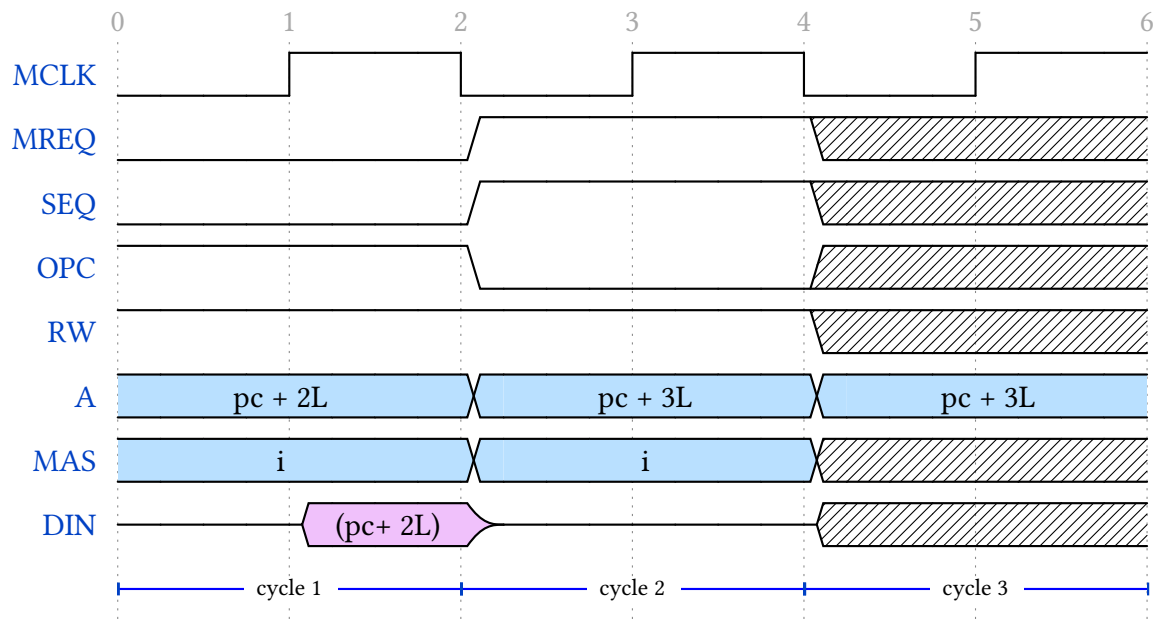 0 1 2 3 4 5 6
MCLK
MREQ
SEQ
OPC
RW
A pc + 2L pc + 3L pc + 3L
MAS i i
DIN (pc+ 2L)
cycle 1 cycle 2 cycle 3